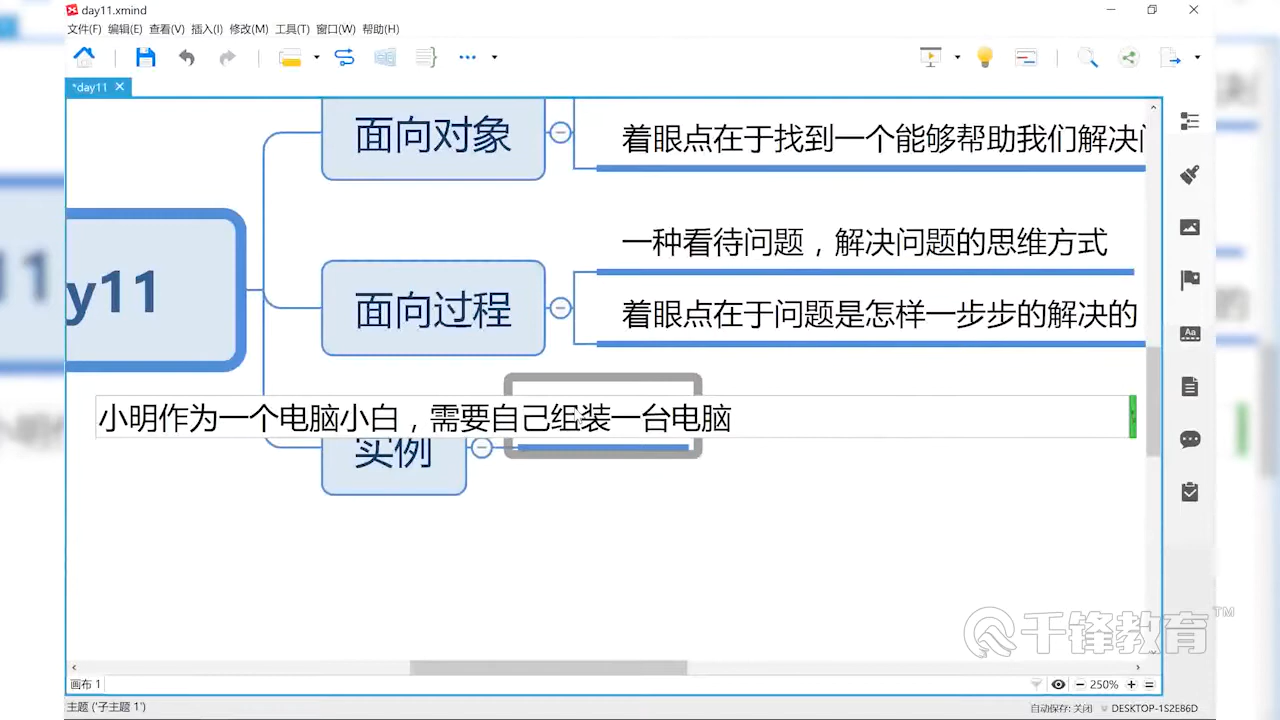 day11.xmind
文件(F) 编辑(E) 查看(V) 插入(I) 修改(M) 工具(T) 窗口(W) 帮助(H)
*day11
面向对象
着眼点在于找到一个能够帮助我们解决
一种看待问题，解决问题的思维方式
y11
面向过程
着眼点在于问题是怎样一步步的解决的
小明作为一个电脑小白，需要自己组装一台电脑
实例
千锋教育TM
画布 1
250%
主题 ('子主题 1')
自动保存: 关闭
DESKTOP-1S2E86D